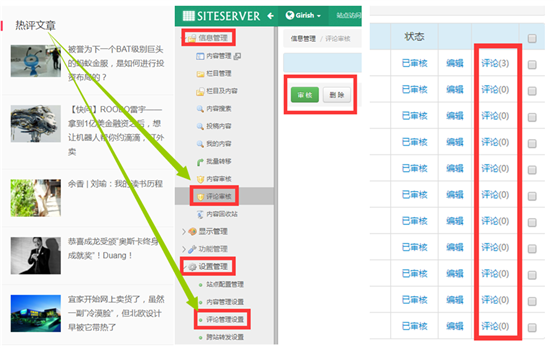 热评文章
被誉为下一个BAT级别巨头
的蚂蚁金服，是如何进行投
资布局的？
【快闻】ROOBO雷宇——
拿到1亿美金融资之后，想
让机器人帮你约滴滴，叫外
卖
余香 | 刘瑜：我的读书历程
恭喜成龙受颁“奥斯卡终身
成就奖”！Duang！
宜家开始网上卖货了，虽然
一副“冷漠脸”，但北欧设计
早被它带热了
SITESERVER
Girish
站点访问
信息管理
内容管理
栏目管理
栏目及内容
内容搜索
投稿内容
我的内容
批量转移
内容审核
评论审核
内容回收站
显示管理
功能管理
设置管理
站点配置管理
内容管理设置
评论管理设置
跨站转发设置
信息管理 / 评论审核
审 核
删 除
状态
已审核 编辑 评论(3)
已审核 编辑 评论(0)
已审核 编辑 评论(0)
已审核 编辑 评论(0)
已审核 编辑 评论(0)
已审核 编辑 评论(0)
已审核 编辑 评论(0)
已审核 编辑 评论(0)
已审核 编辑 评论(0)
已审核 编辑 评论(0)
已审核 编辑 评论(0)